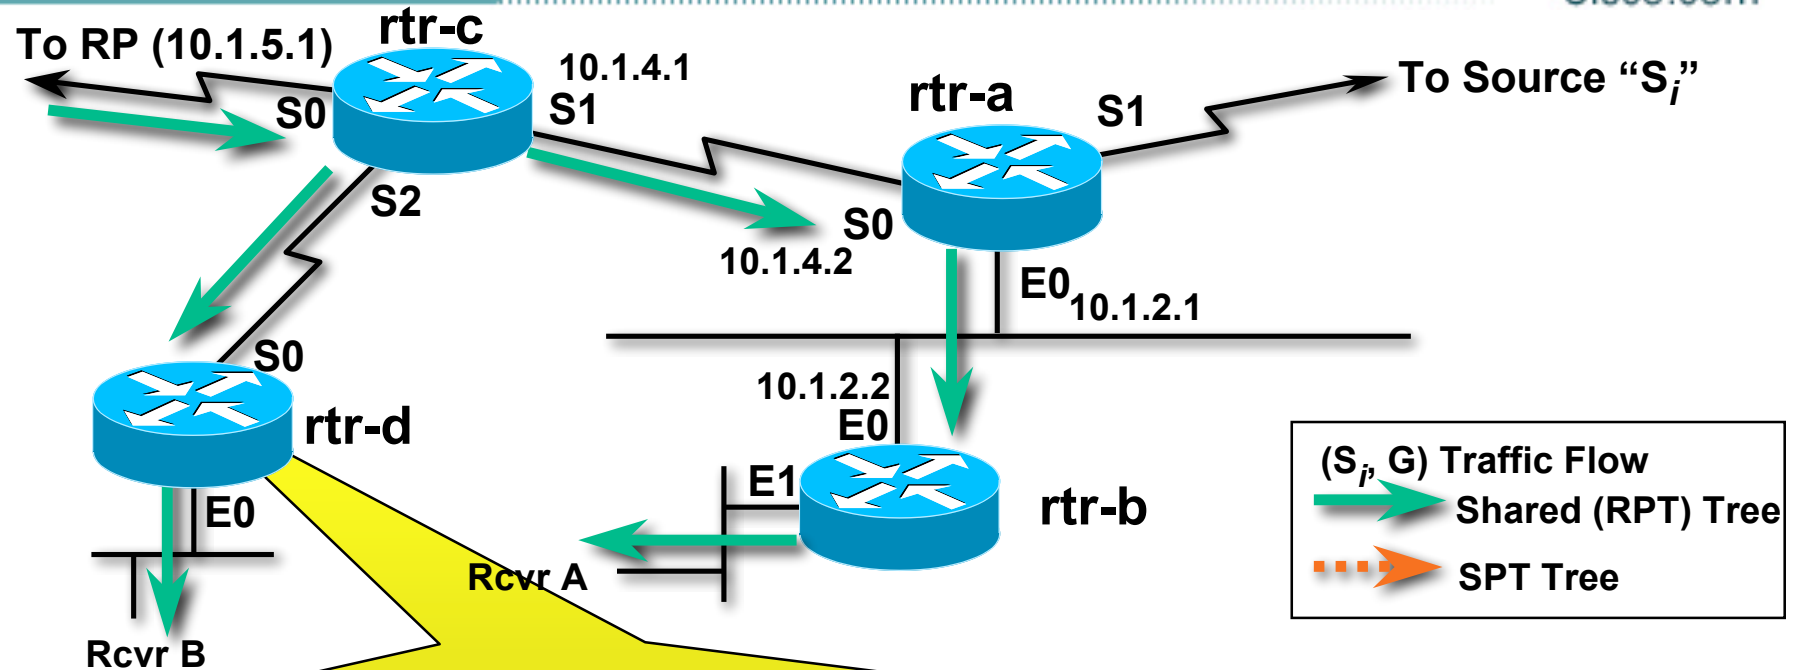 rtr-c
To RP (10.1.5.1)
10.1.4.1
To Source “Si”
rtr-a
S0
S1
S1
S2
S0
10.1.4.2
E0
10.1.2.1
S0
10.1.2.2
E0
rtr-d
(Si, G) Traffic Flow
E1
rtr-b
Shared (RPT) Tree
E0
Rcvr A
SPT Tree
Rcvr B